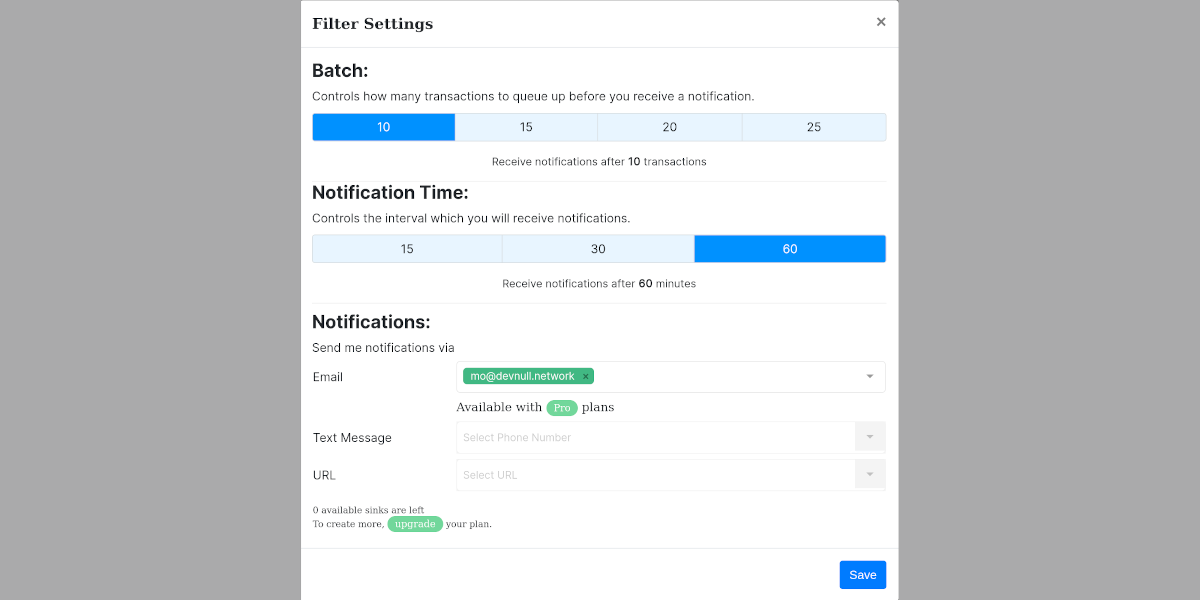 Filter Settings ×
Batch:
Controls how many transactions to queue up before you receive a notification.
10 15 20 25
Receive notifications after 10 transactions
Notification Time:
Controls the interval which you will receive notifications.
15 30 60
Receive notifications after 60 minutes
Notifications:
Send me notifications via
Email mo@devnull.network ×
Available with Pro plans
Text Message Select Phone Number
URL Select URL
0 available sinks are left
To create more, upgrade your plan.
Save